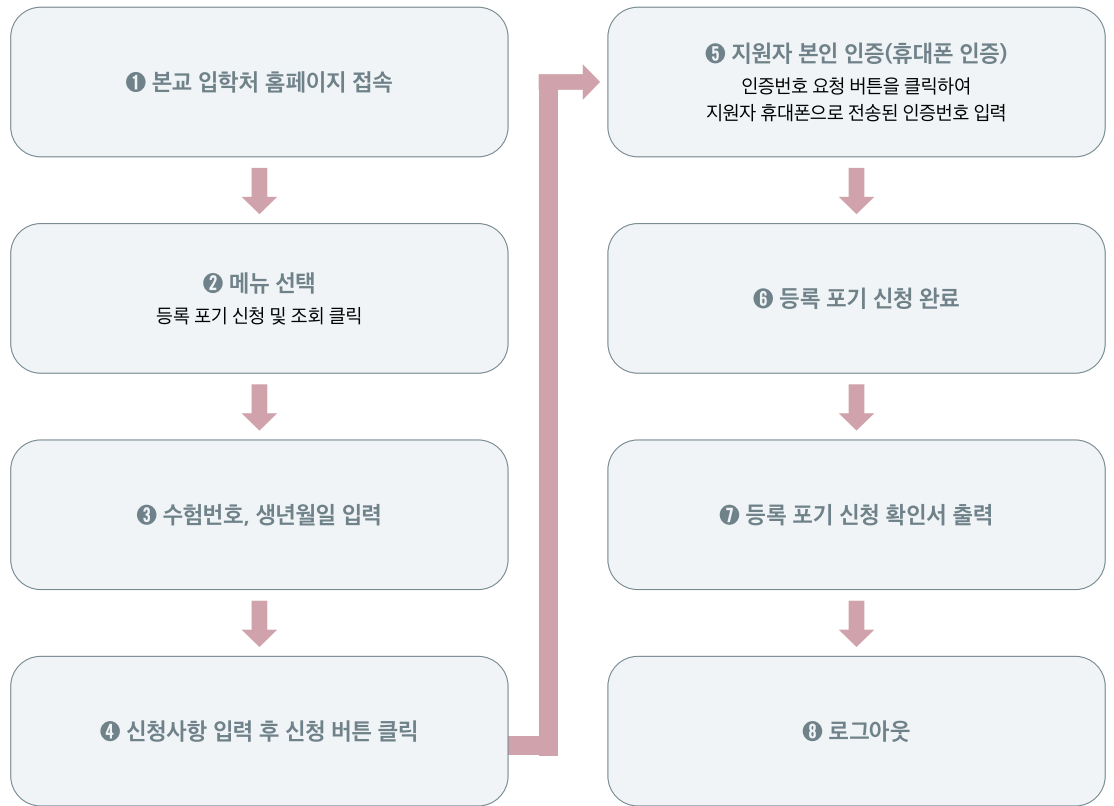 ❶ 본교 입학처 홈페이지 접속
❷ 메뉴 선택
등록 포기 신청 및 조회 클릭
❸ 수험번호, 생년월일 입력
❹ 신청사항 입력 후 신청 버튼 클릭
❺ 지원자 본인 인증(휴대폰 인증)
인증번호 요청 버튼을 클릭하여
지원자 휴대폰으로 전송된 인증번호 입력
❻ 등록 포기 신청 완료
❼ 등록 포기 신청 확인서 출력
❽ 로그아웃